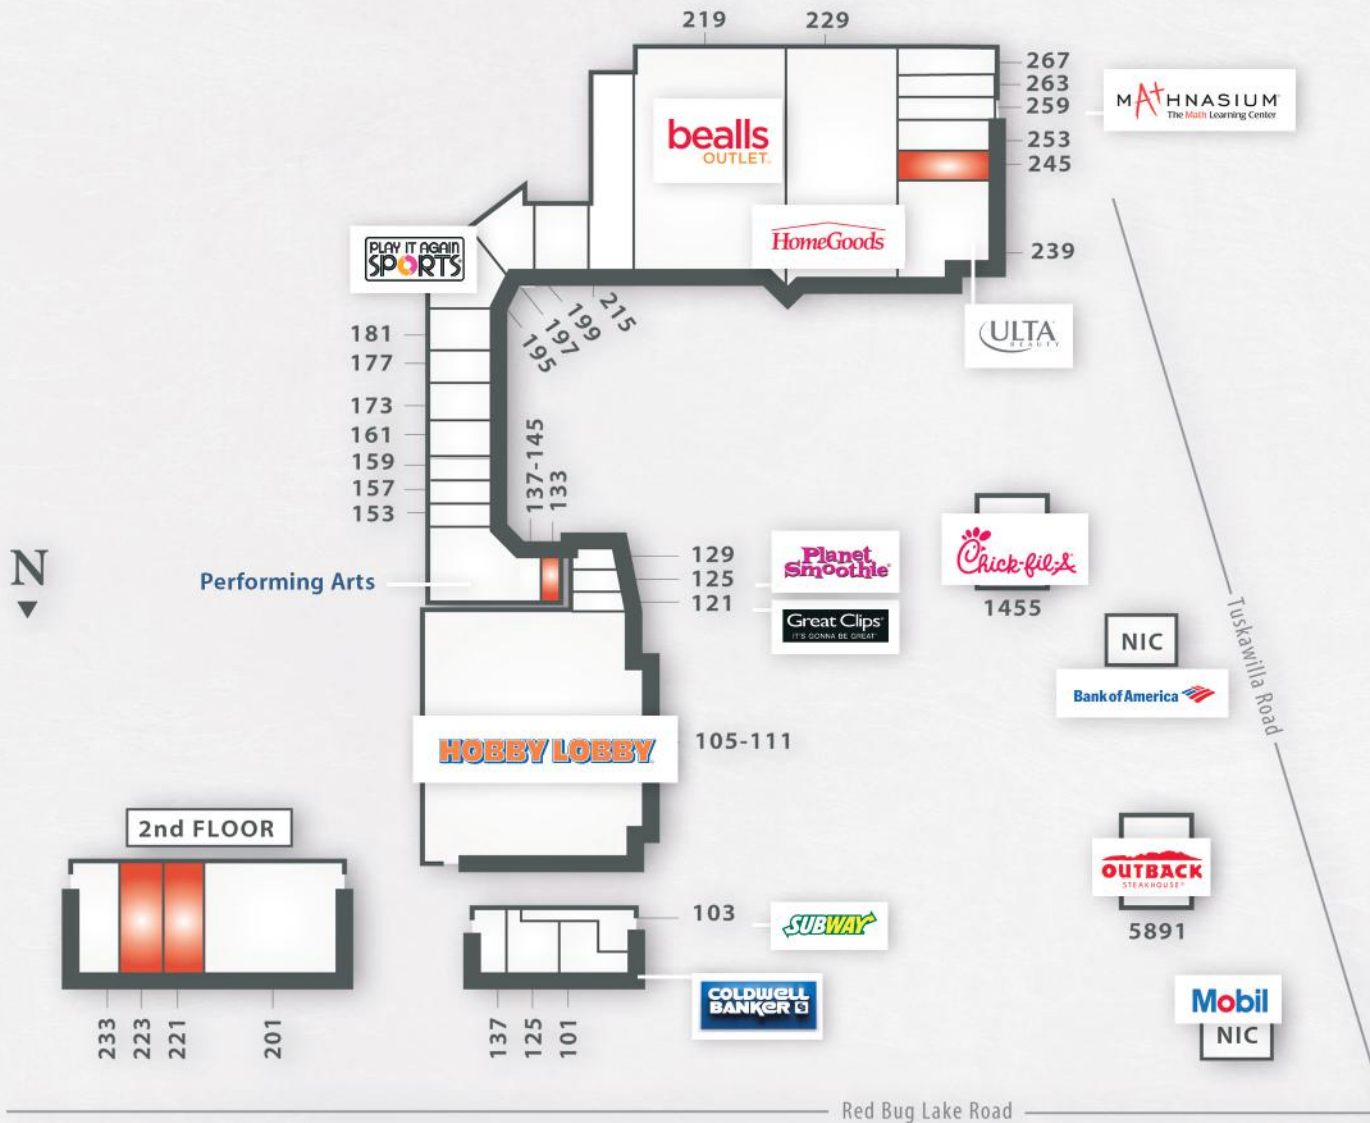 219
229
267
263
259
253
245
239
MATHNASIUM
The Math Learning Center
bealls
OUTLET
HomeGoods
PLAY IT AGAIN
SPORTS
ULTA
BEAUTY
215
199
197
195
181
177
173
161
159
157
153
137-145
133
129
125
121
Planet
Smoothie
Great Clips
IT'S GONNA BE GREAT
Chick-fil-A
1455
N
Performing Arts
NIC
Bank of America
Tuskawilla Road
HOBBY LOBBY
105-111
2nd FLOOR
233
223
221
201
103
SUBWAY
137
125
101
COLDWELL
BANKER
OUTBACK
STEAKHOUSE
5891
Mobil
NIC
Red Bug Lake Road